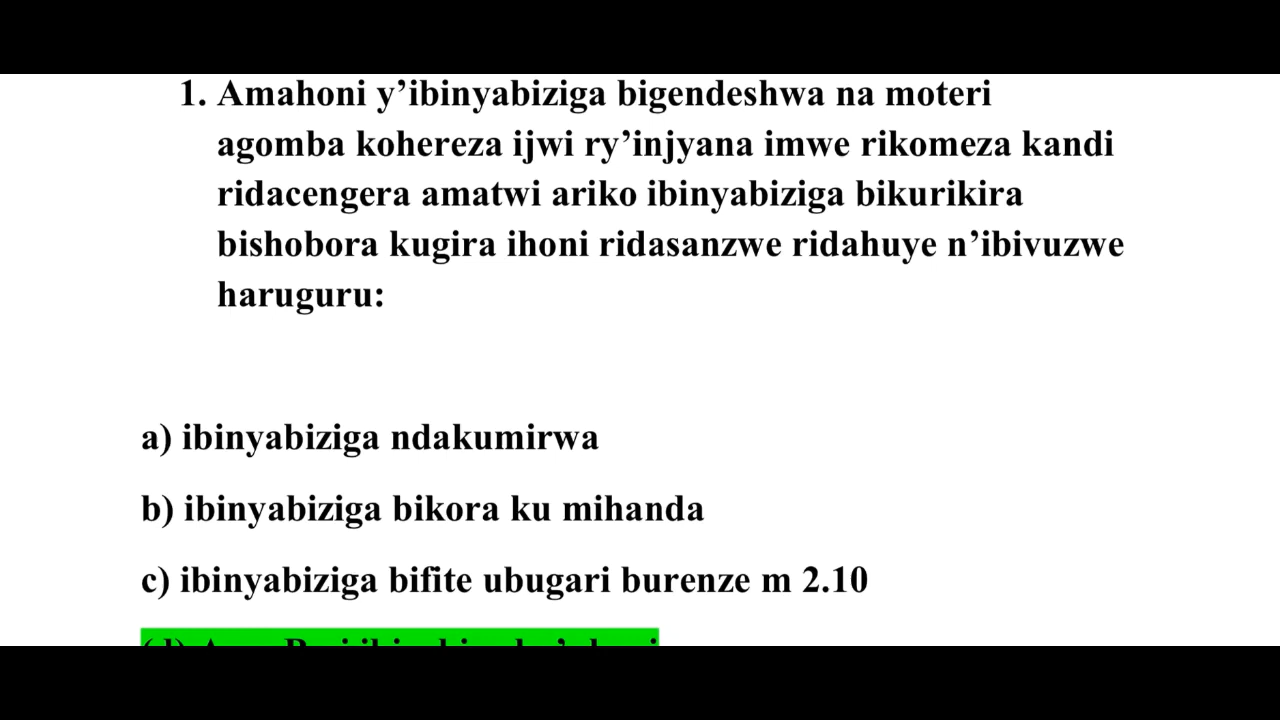 1. Amahoni y’ibinyabiziga bigendeshwa na moteri
agomba kohereza ijwi ry’injyana imwe rikomeza kandi
ridacengera amatwi ariko ibinyabiziga bikurikira
bishobora kugira ihoni ridasanzwe ridahuye n’ibivuzwe
haruguru:
a) ibinyabiziga ndakumirwa
b) ibinyabiziga bikora ku mihanda
c) ibinyabiziga bifite ubugari burenze m 2.10